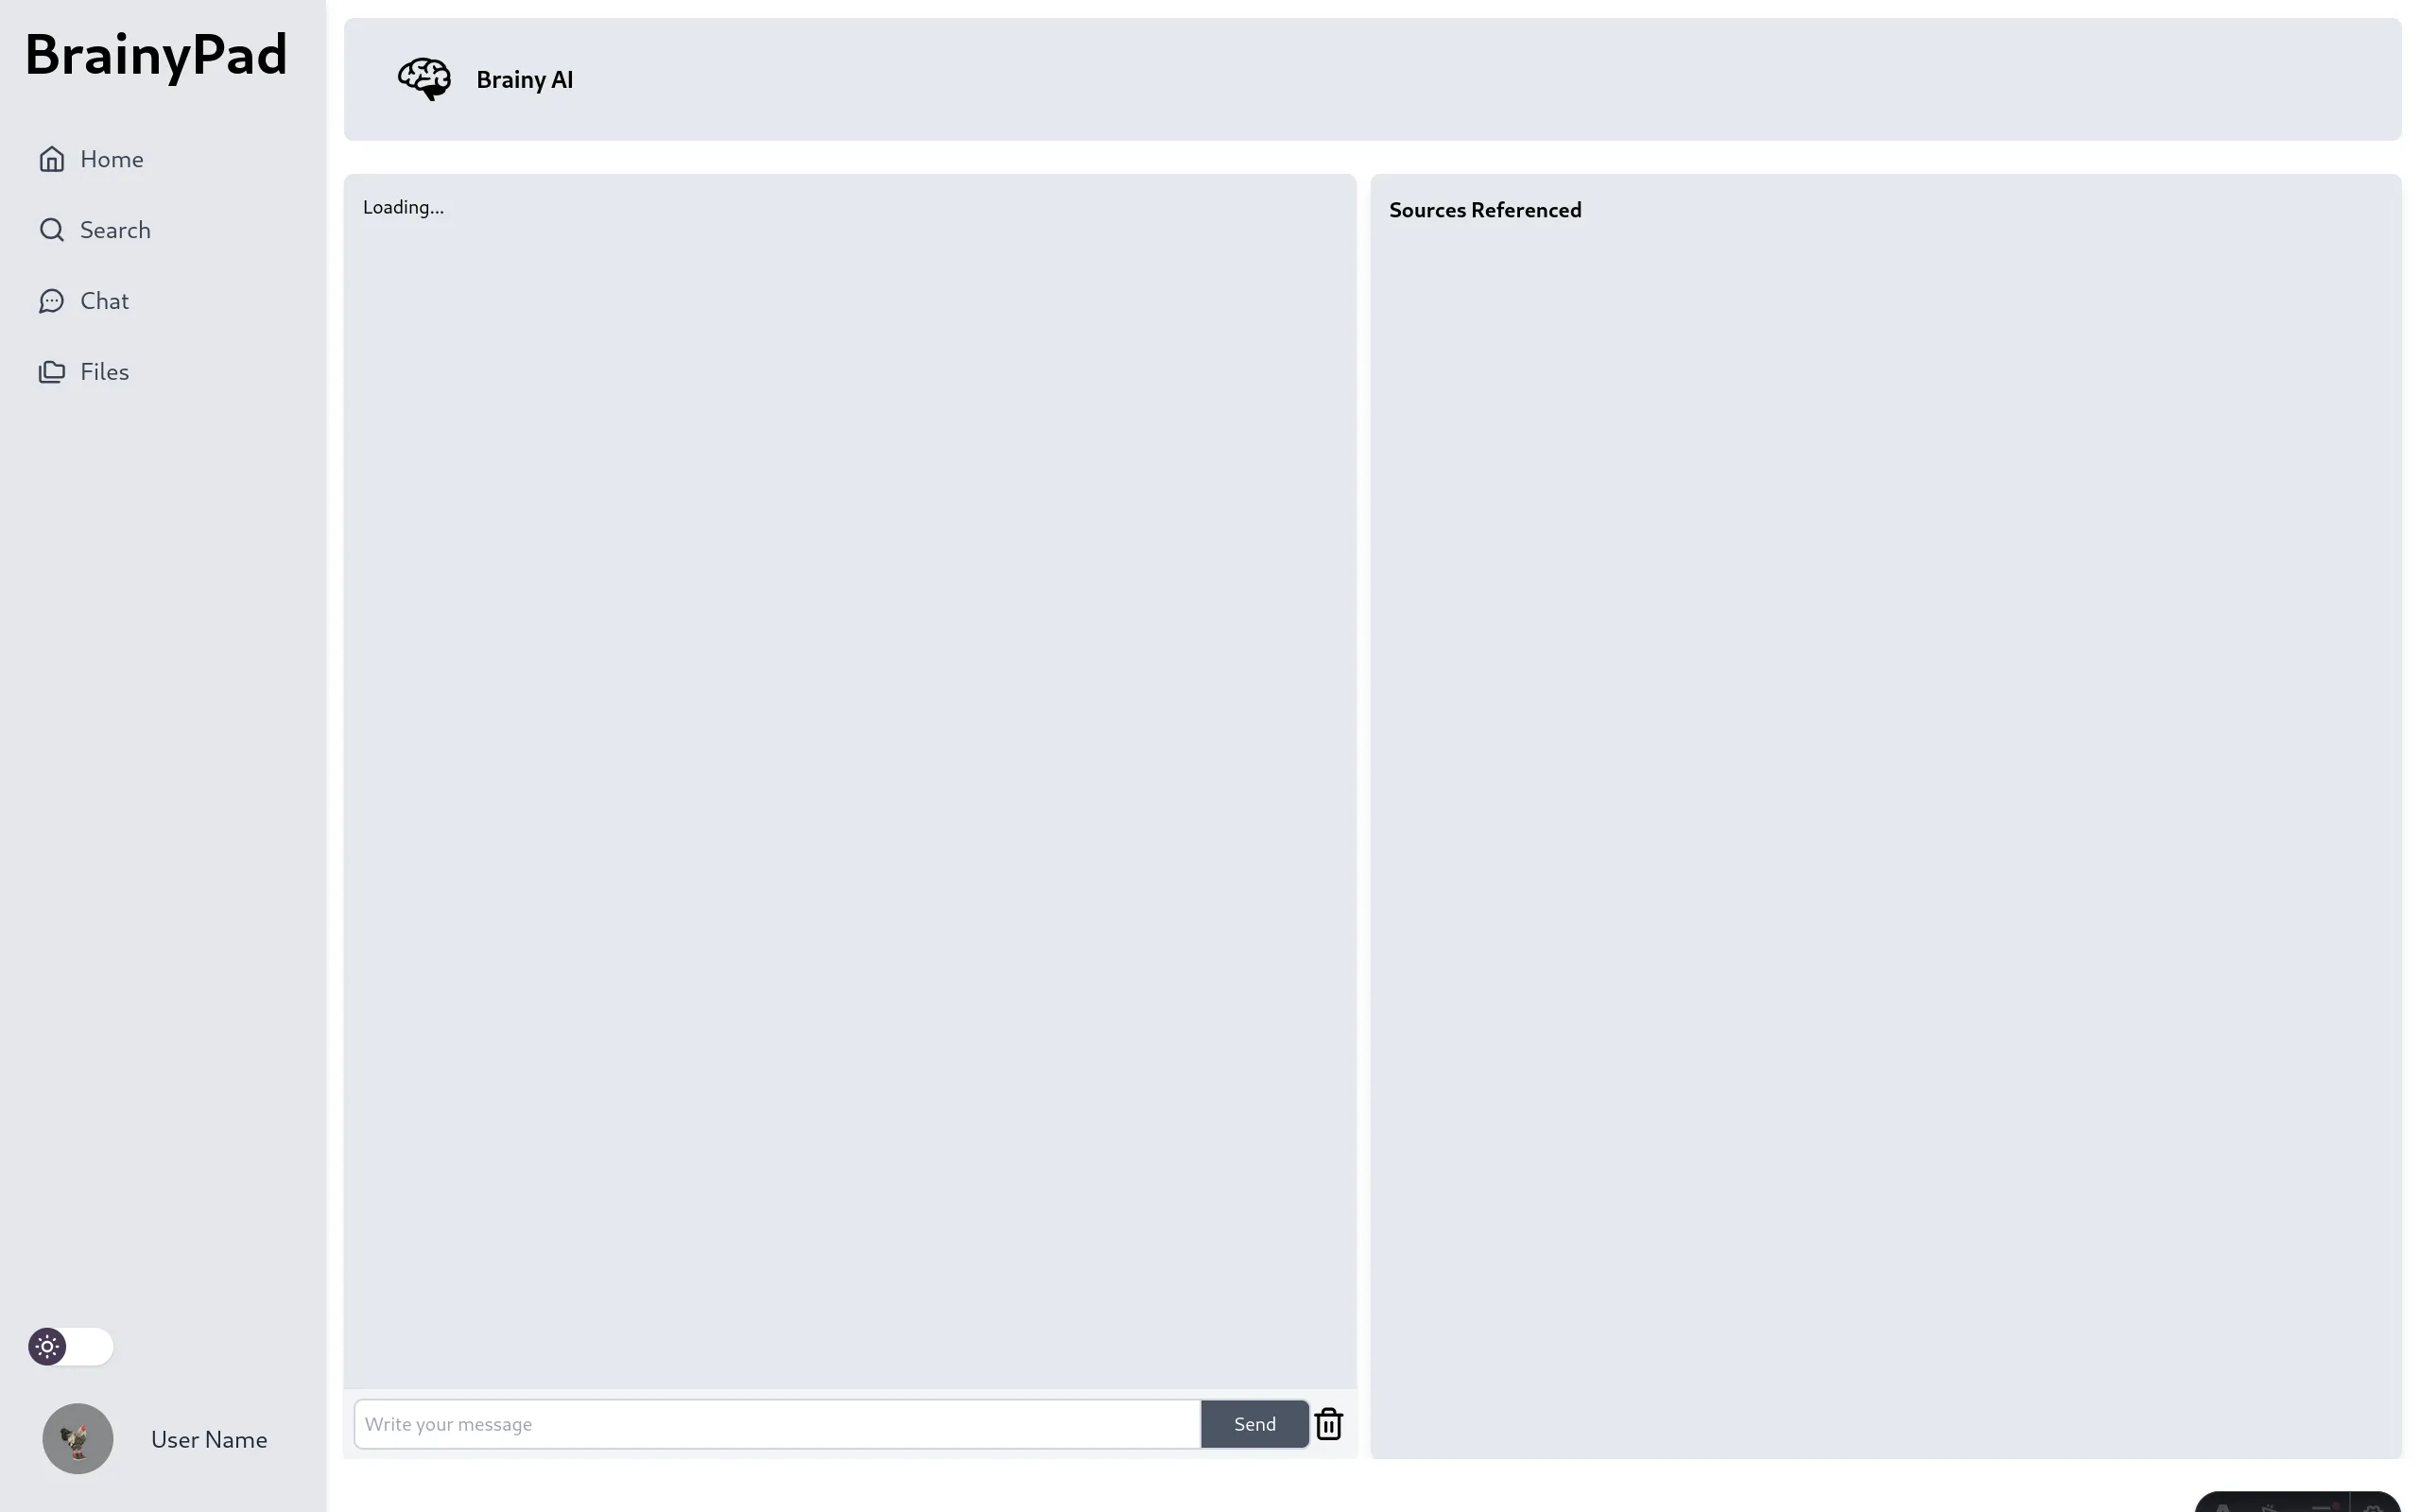 BrainyPad
Home
Search
Chat
Files
User Name
Brainy AI
Loading...
Write your message
Send
Sources Referenced